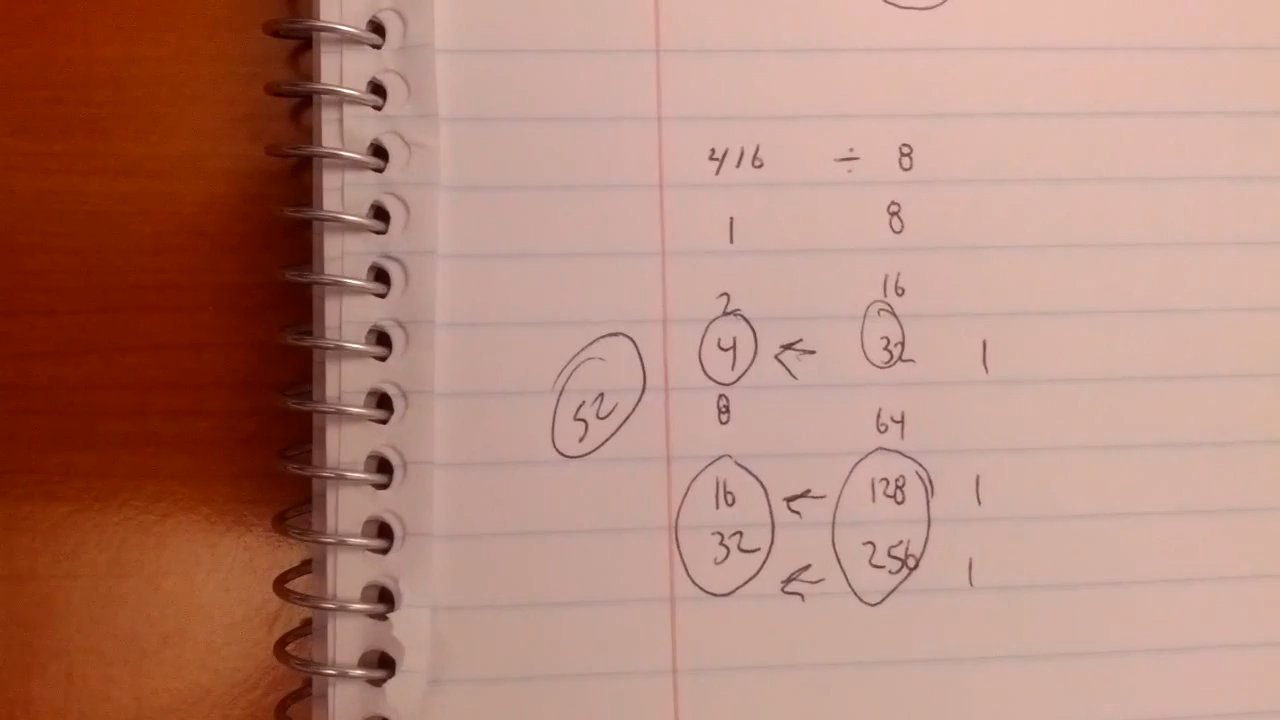 416 ÷ 8
1 8
2 16
4 ← 32 1
52
8 64
16 ← 128 1
32 ← 256 1